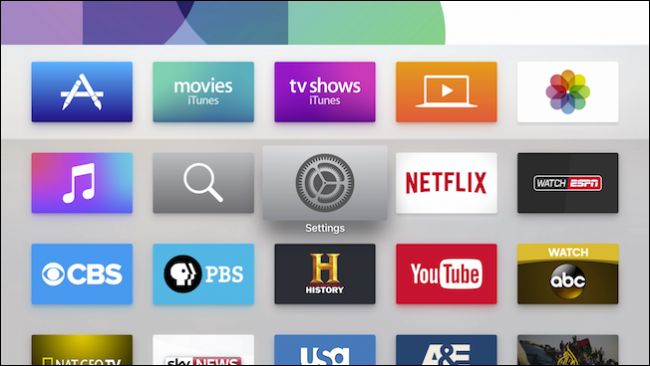 movies
iTunes
tv shows
iTunes
NETFLIX
WATCH ESPN
Settings
CBS
PBS
H
HISTORY
YouTube
WATCH
abc
NAT GEO TV
sky NEWS
usa
A&E